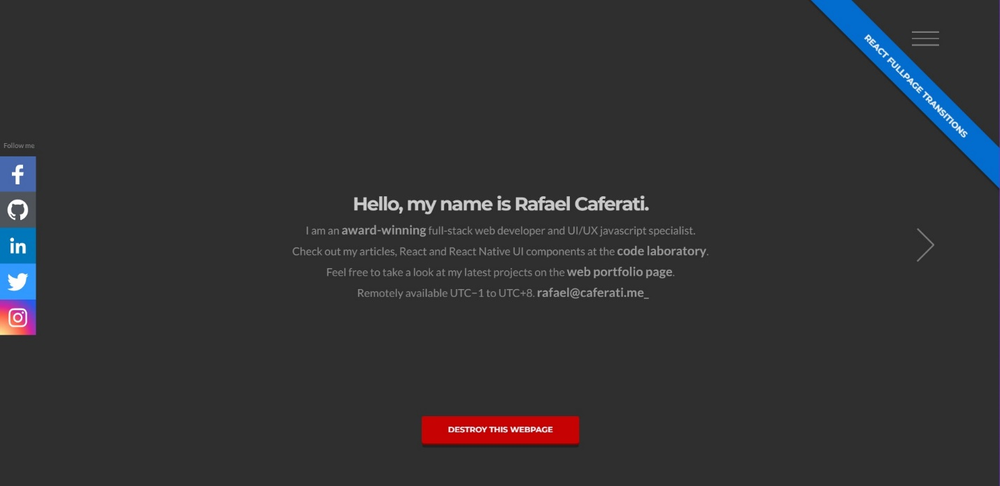 REACT FULLPAGE TRANSITIONS
Follow me
Hello, my name is Rafael Caferati.
I am an award-winning full-stack web developer and UI/UX javascript specialist.
Check out my articles, React and React Native UI components at the code laboratory.
Feel free to take a look at my latest projects on the web portfolio page.
Remotely available UTC−1 to UTC+8. rafael@caferati.me_
DESTROY THIS WEBPAGE